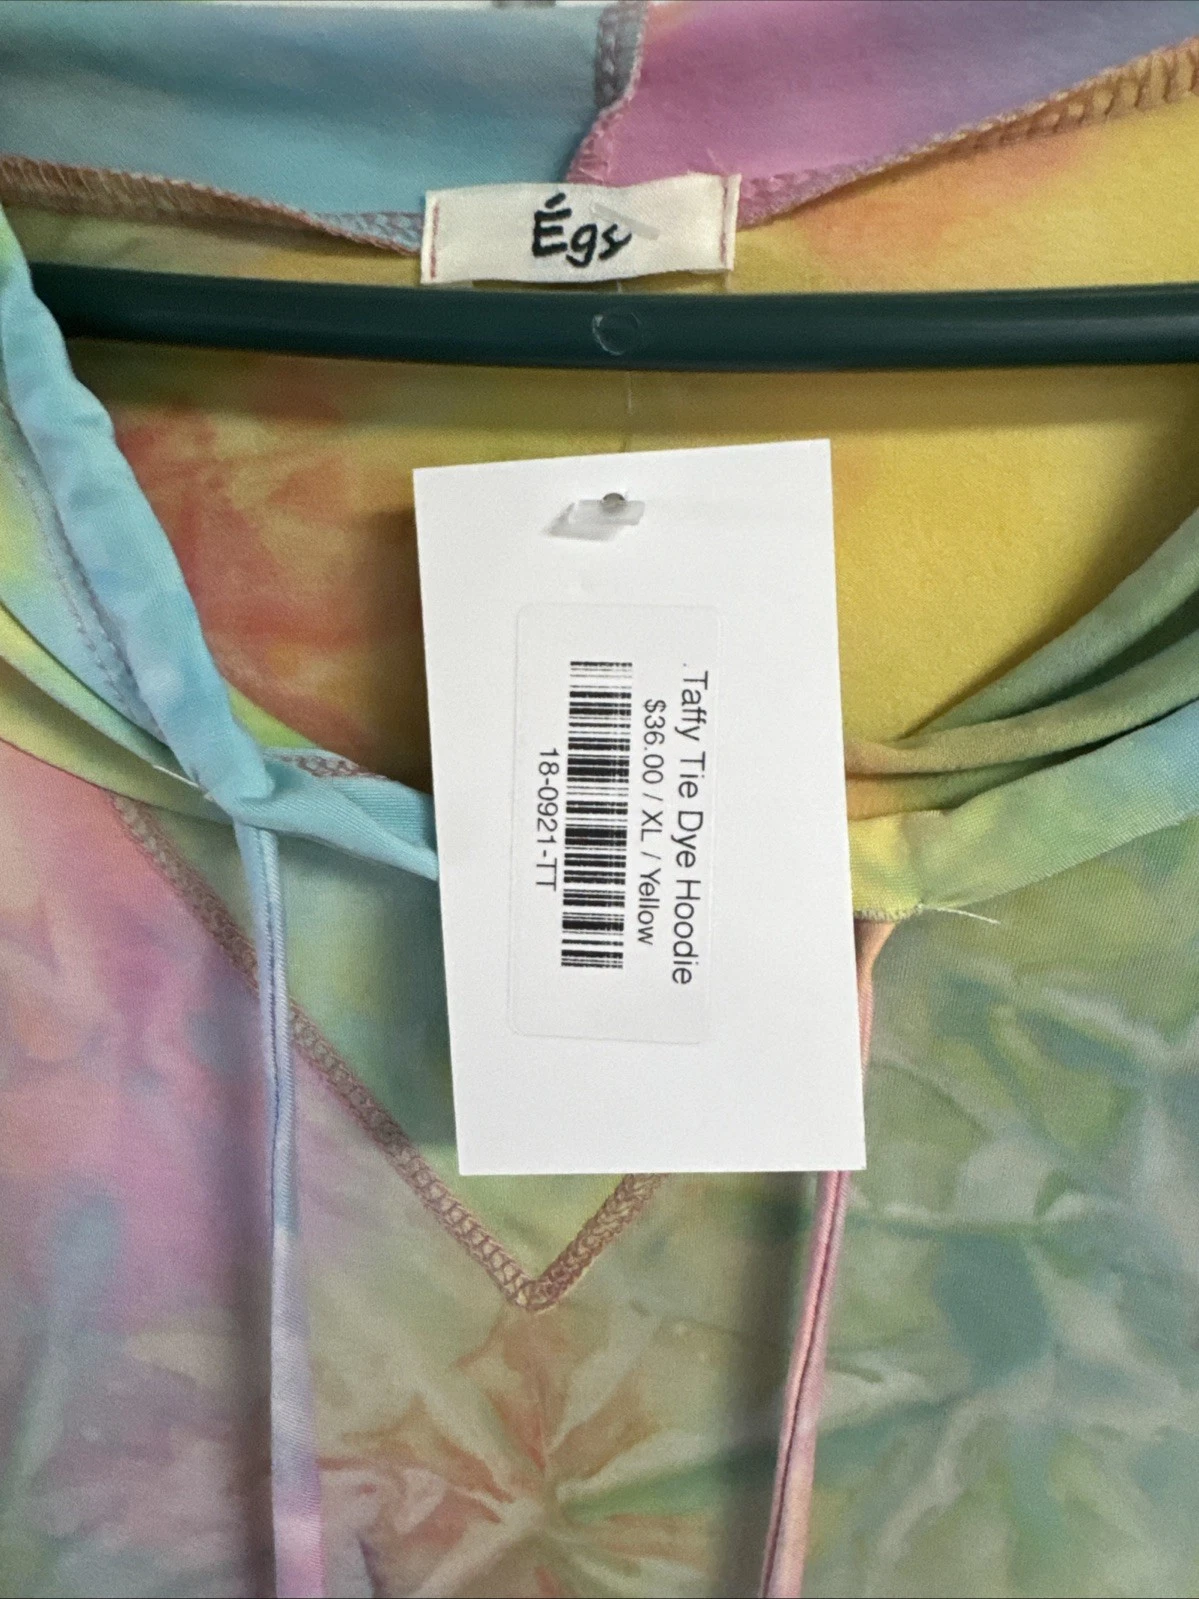 Égs
.Taffy Tie Dye Hoodie
$36.00 / XL / Yellow
18-0921-TT